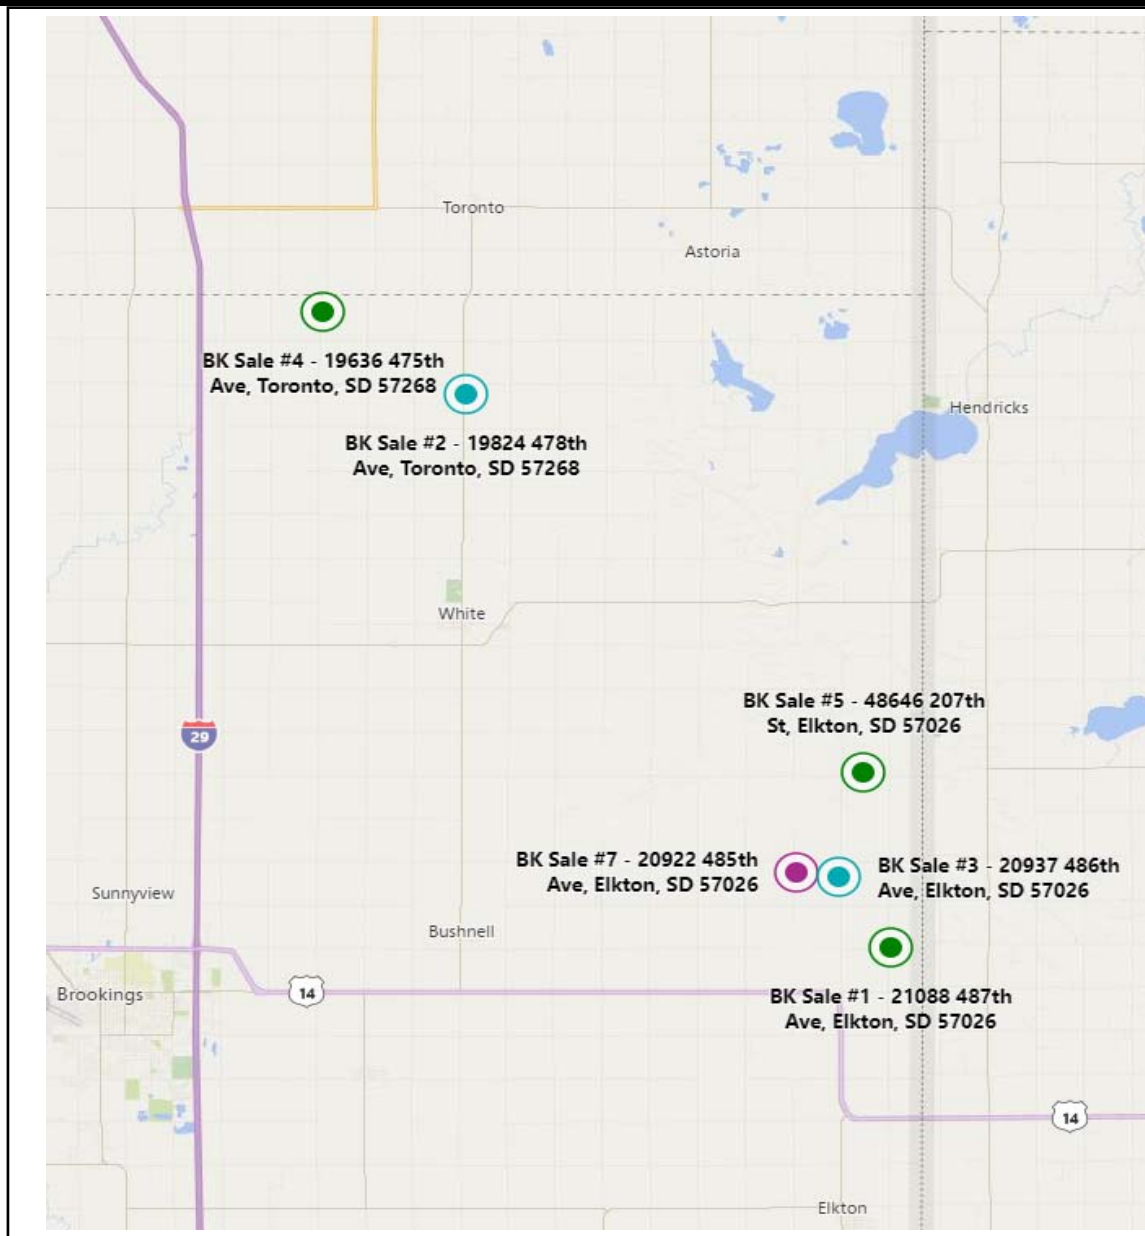 Toronto
Astoria
BK Sale #4 - 19636 475th
Ave, Toronto, SD 57268
Hendricks
BK Sale #2 - 19824 478th
Ave, Toronto, SD 57268
White
BK Sale #5 - 48646 207th
St, Elkton, SD 57026
29
BK Sale #7 - 20922 485th
Ave, Elkton, SD 57026
BK Sale #3 - 20937 486th
Ave, Elkton, SD 57026
Sunnyview
Bushnell
Brookings
14
BK Sale #1 - 21088 487th
Ave, Elkton, SD 57026
14
Elkton